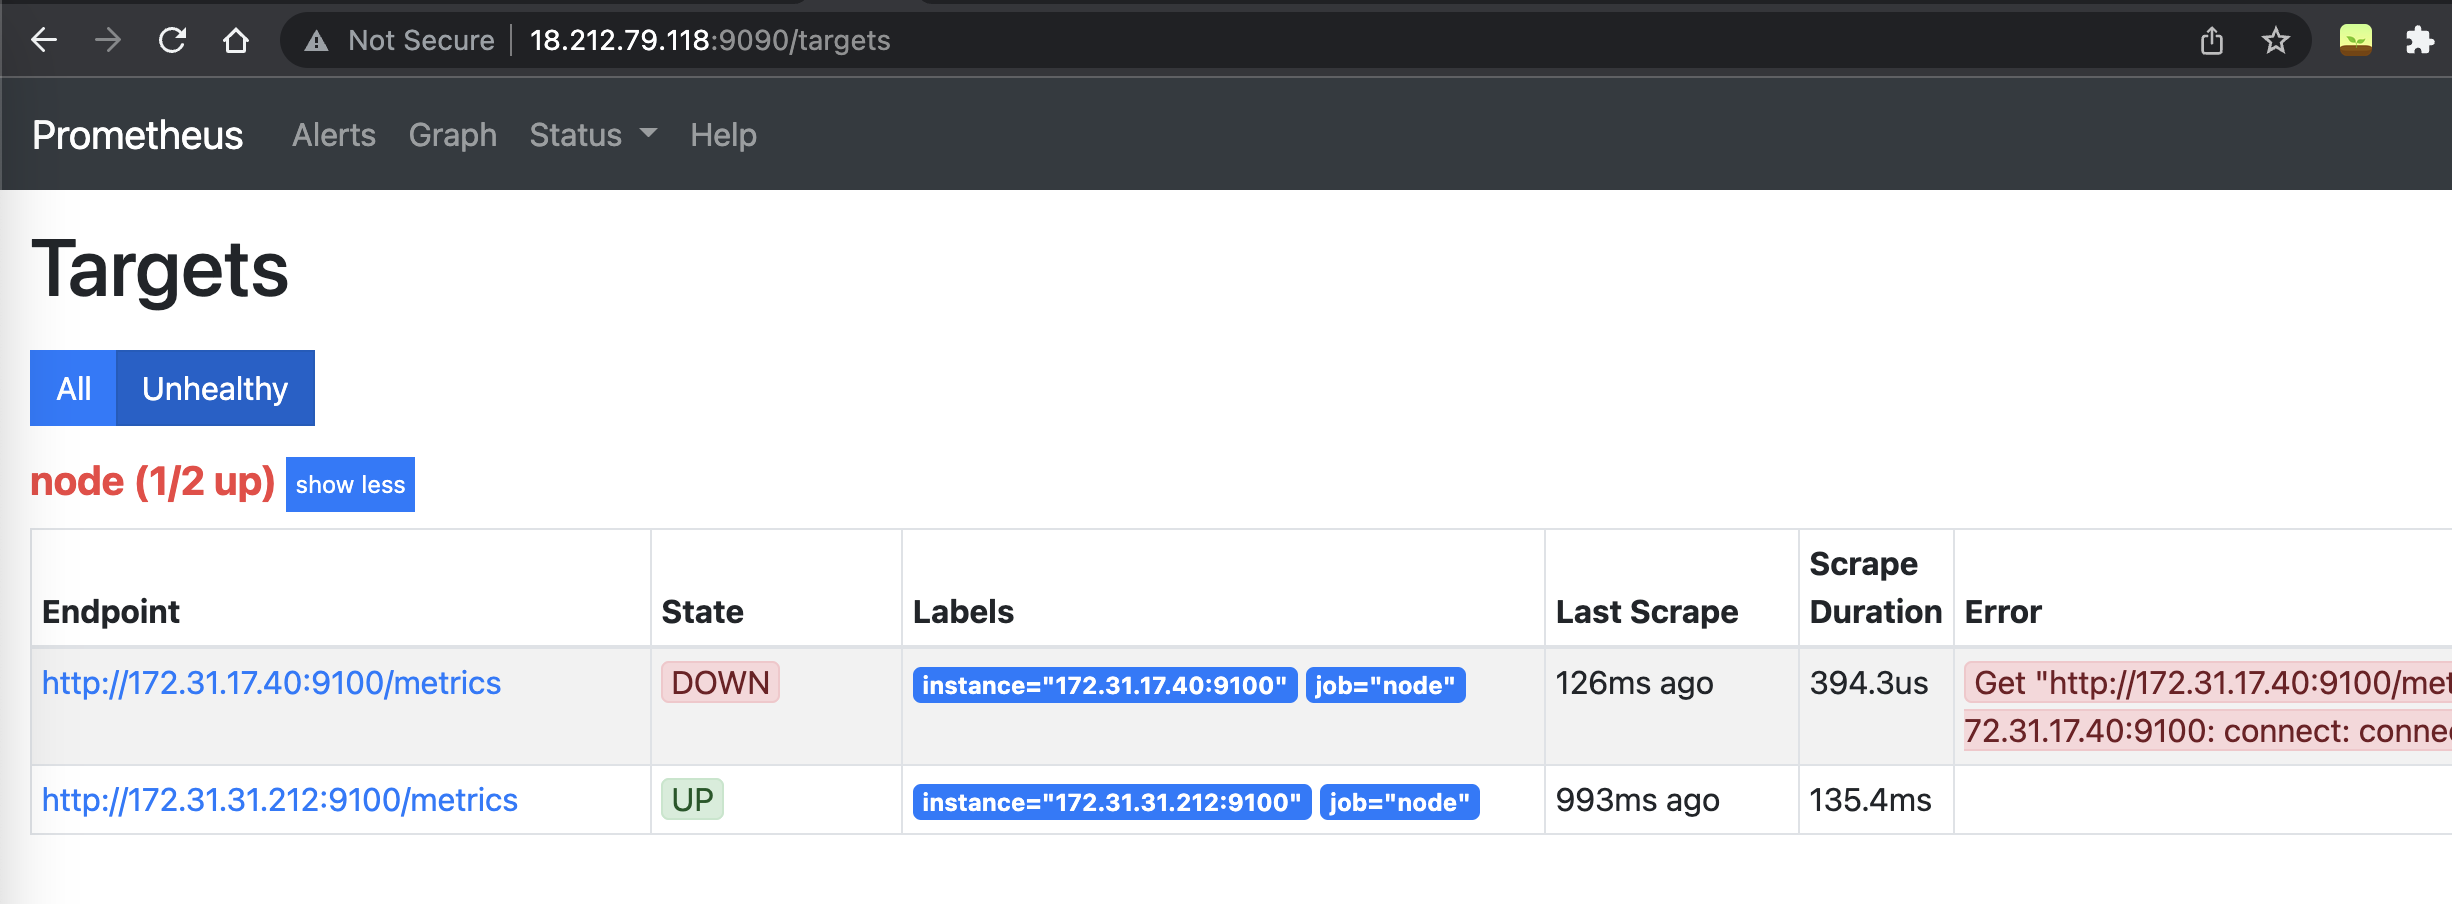 Not Secure 18.212.79.118:9090/targets
Prometheus Alerts Graph Status Help
Targets
All Unhealthy
node (1/2 up) show less
Endpoint State Labels Last Scrape Scrape Duration Error
http://172.31.17.40:9100/metrics DOWN instance="172.31.17.40:9100" job="node" 126ms ago 394.3us Get "http://172.31.17.40:9100/met
72.31.17.40:9100: connect: connec
http://172.31.31.212:9100/metrics UP instance="172.31.31.212:9100" job="node" 993ms ago 135.4ms